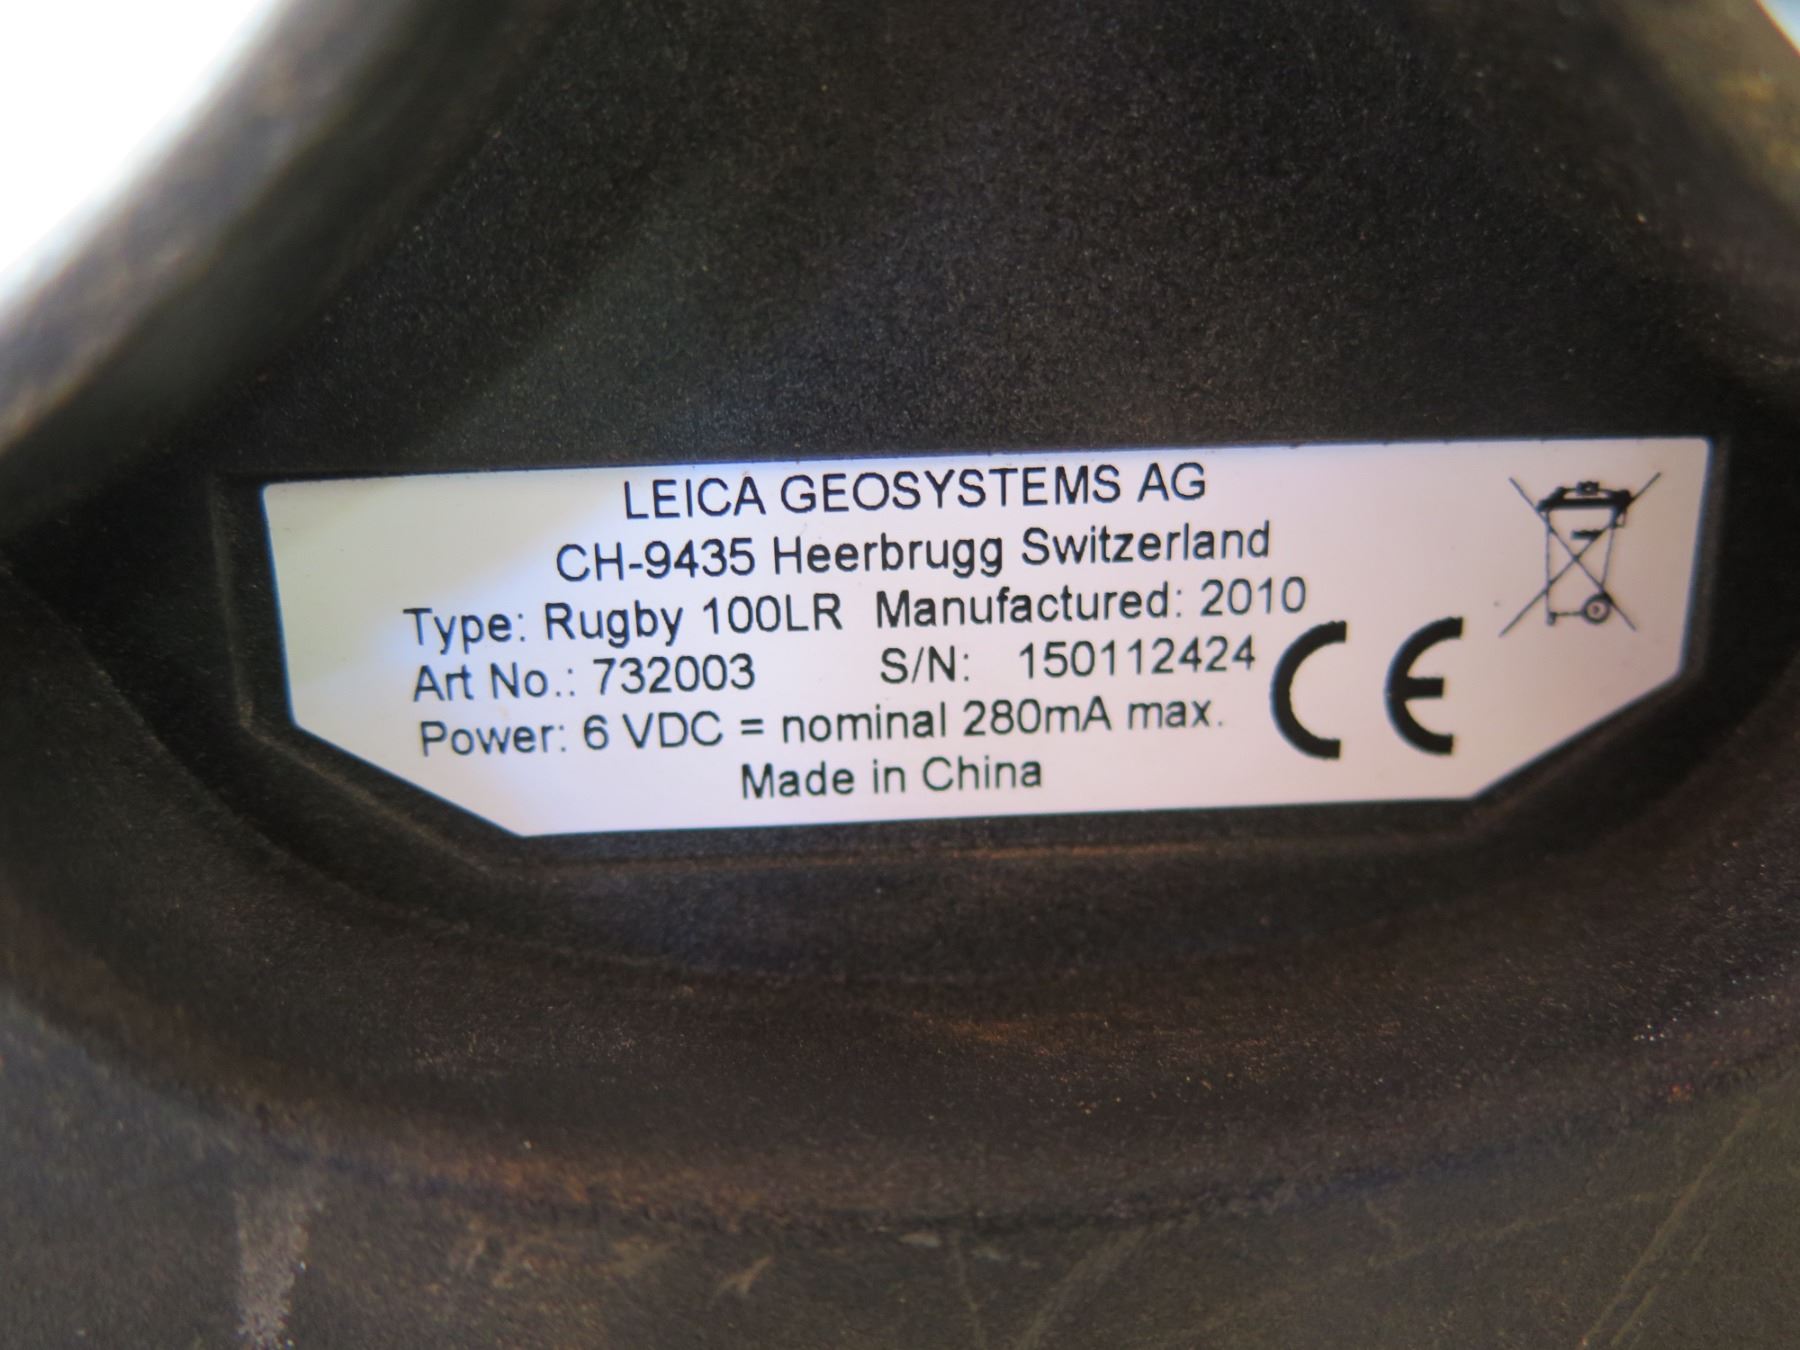 LEICA GEOSYSTEMS AG
CH-9435 Heerbrugg Switzerland
Type: Rugby 100LR Manufactured: 2010
Art No.: 732003 S/N: 150112424
Power: 6 VDC = nominal 280mA max.
Made in China
CE